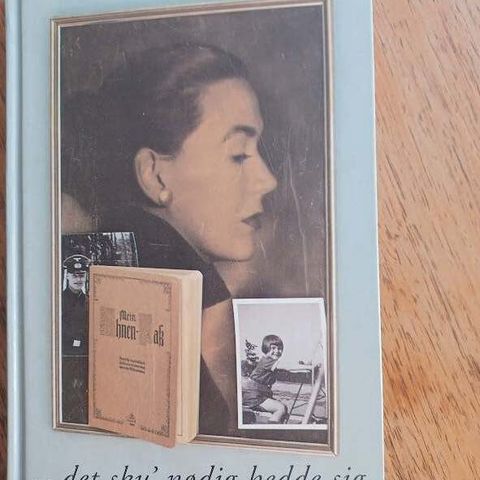 Mein
Ahnen-Paß
... det sku' nødig hedde sig